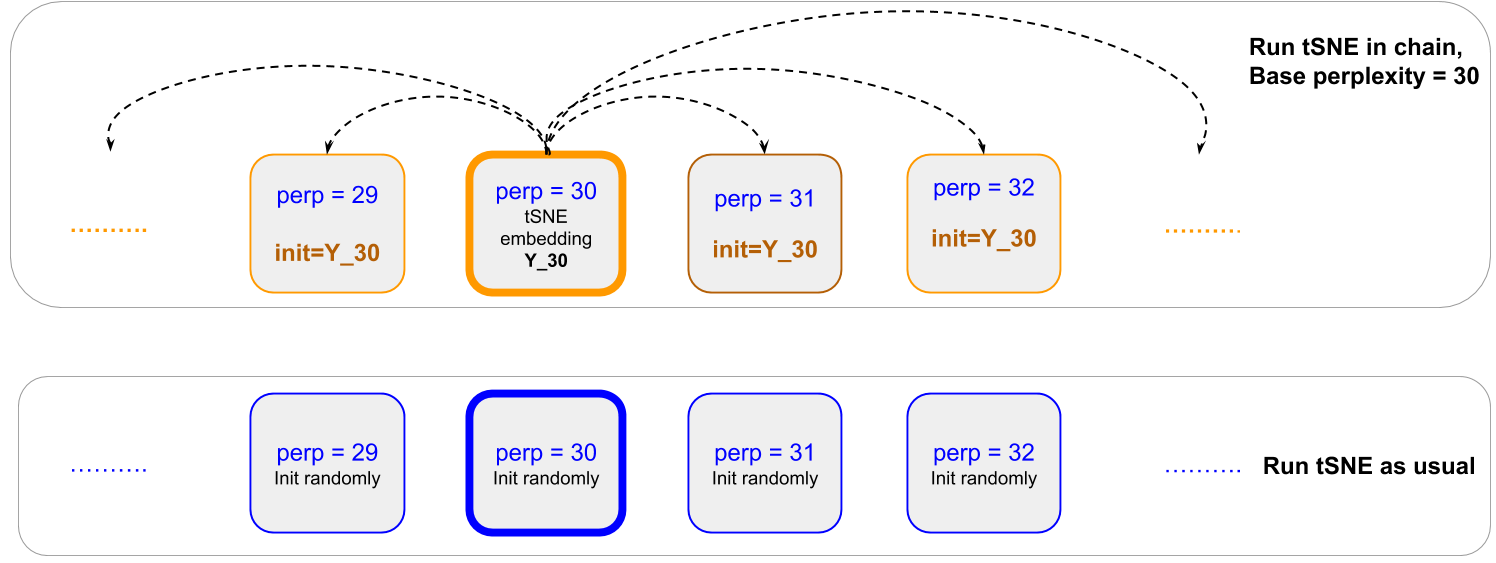 Run tSNE in chain,
Base perplexity = 30
perp = 29
init=Y_30
perp = 30
tSNE
embedding
Y_30
perp = 31
init=Y_30
perp = 32
init=Y_30
perp = 29
Init randomly
perp = 30
Init randomly
perp = 31
Init randomly
perp = 32
Init randomly
Run tSNE as usual